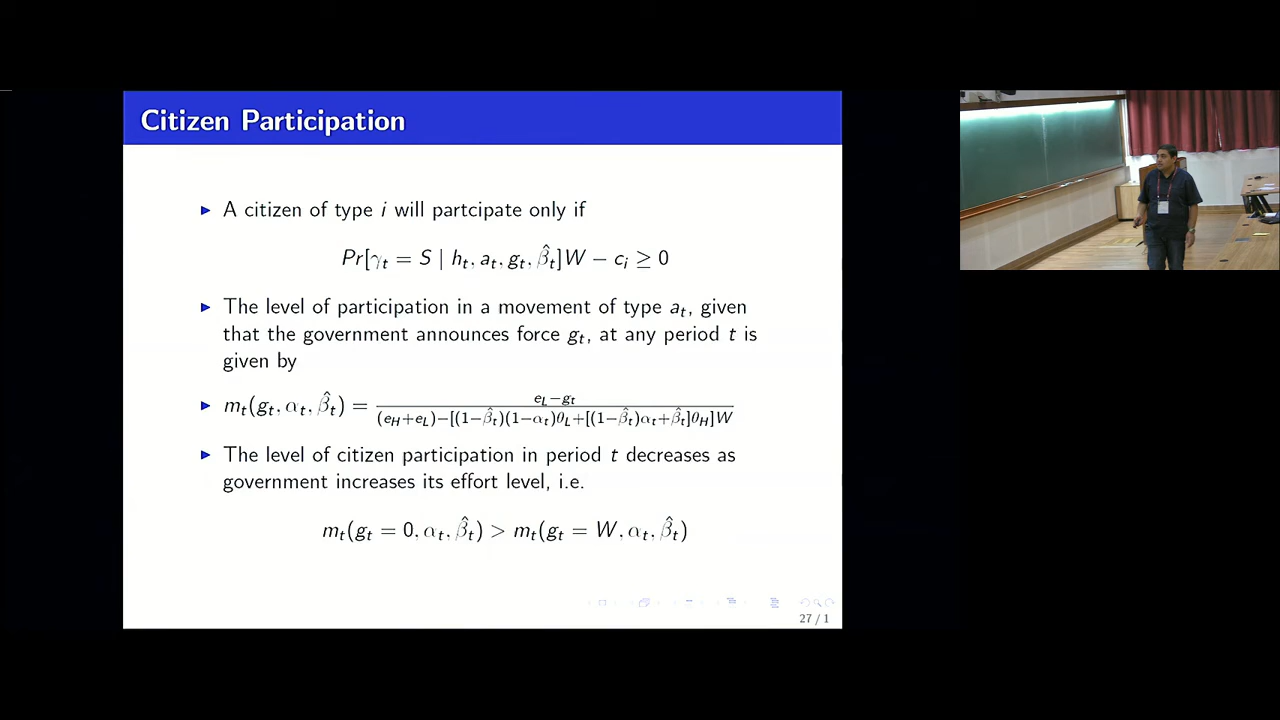 Citizen Participation
▶ A citizen of type i will partcipate only if
Pr[γ_t = S | h_t, a_t, g_t, β̂_t]W − c_i ≥ 0
▶ The level of participation in a movement of type a_t, given
that the government announces force g_t, at any period t is
given by
▶ m_t(g_t, α_t, β̂_t) = \frac{e_L−g_t}{(e_H+e_L)−[(1−β̂_t)(1−α_t)θ_L+[(1−β̂_t)α_t+β̂_t]θ_H]W}
▶ The level of citizen participation in period t decreases as
government increases its effort level, i.e.
m_t(g_t = 0, α_t, β̂_t) > m_t(g_t = W, α_t, β̂_t)
27 / 1